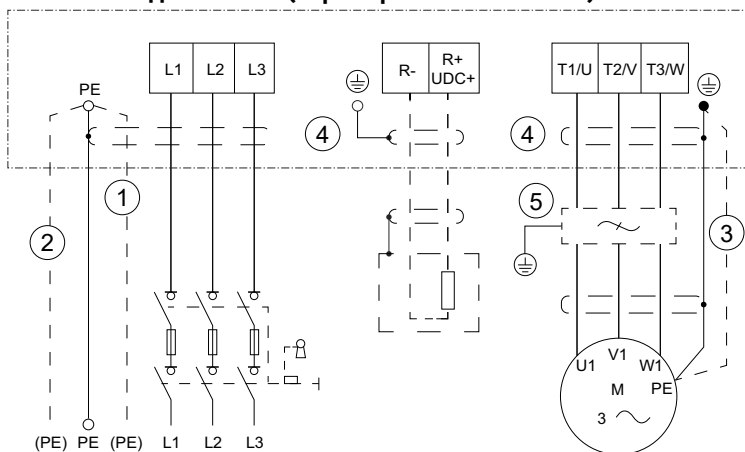 L1 L2 L3
R- R+ UDC+
T1/U T2/V T3/W
PE
4
4
1
2
5
3
U1 V1 W1
M PE
3
(PE) PE (PE) L1 L2 L3